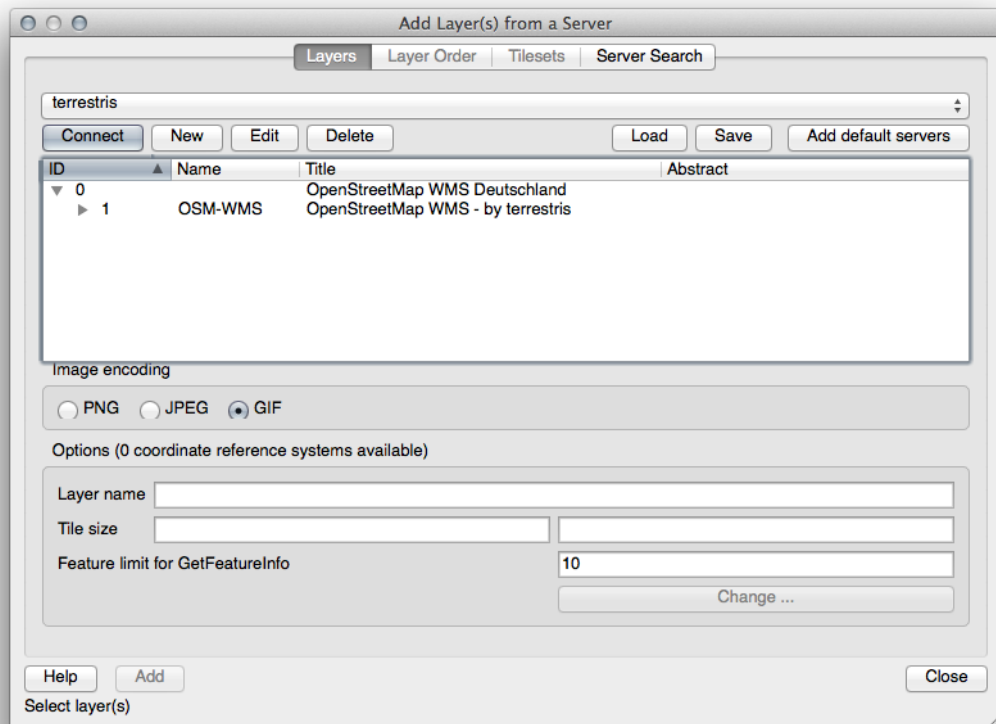 Add Layer(s) from a Server
Layers Layer Order Tilesets Server Search
terrestris
Connect New Edit Delete Load Save Add default servers
ID Name Title Abstract
0 OpenStreetMap WMS Deutschland
1 OSM-WMS OpenStreetMap WMS - by terrestris
Image encoding
PNG JPEG GIF
Options (0 coordinate reference systems available)
Layer name
Tile size
Feature limit for GetFeatureInfo 10
Change ...
Help Add Close
Select layer(s)